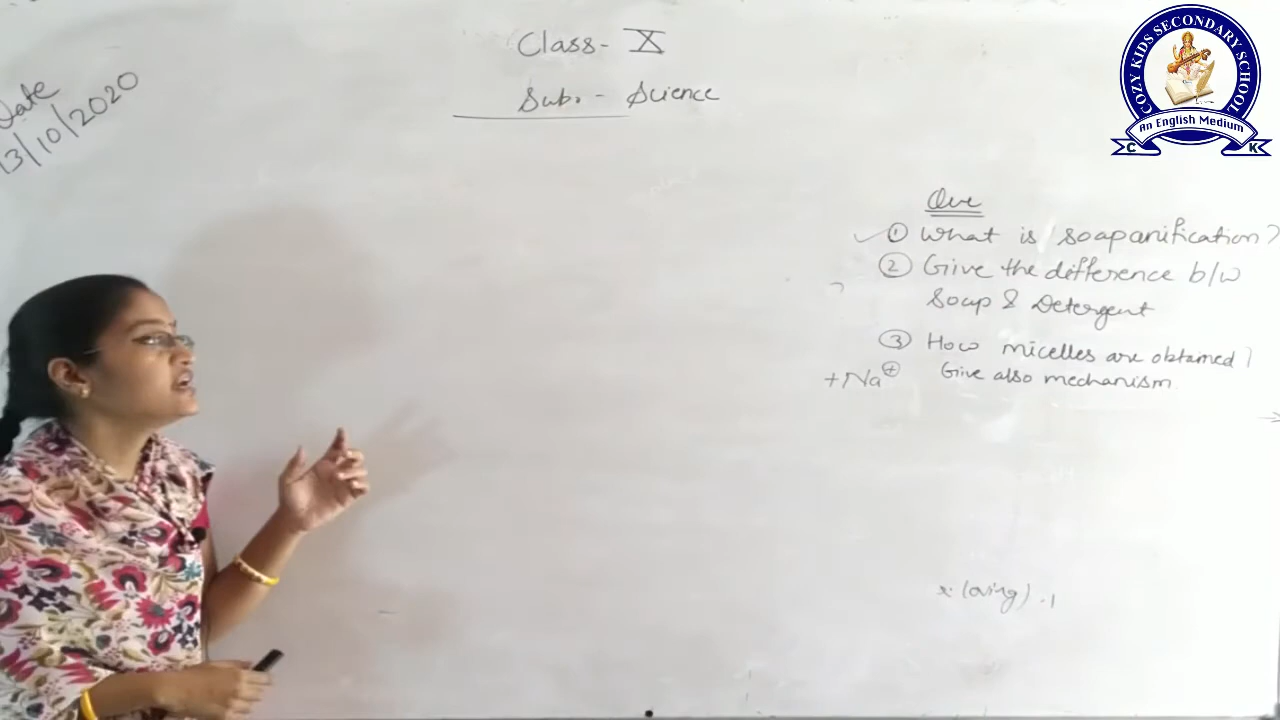 Class - X
Sub. - Science
Date
13/10/2020
COZY KIDS SECONDARY SCHOOL
An English Medium
C K
Que
① What is soapanification?
② Give the difference b/w
Soap & Detergent
③ How micelles are obtained?
+Na⊕ Give also mechanism.